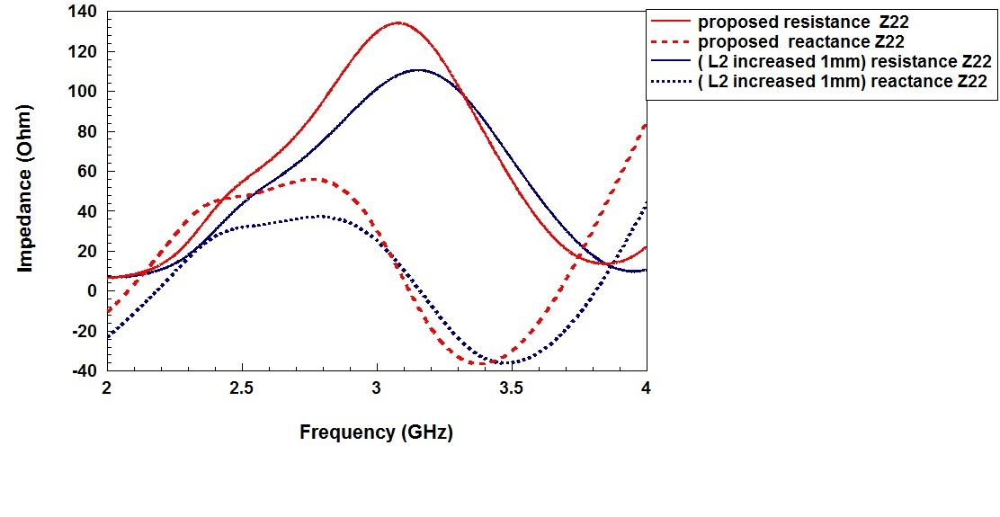 140
120
100
80
60
40
20
0
-20
-40
2
2.5
3
3.5
4
Impedance (Ohm)
Frequency (GHz)
proposed resistance Z22
proposed reactance Z22
( L2 increased 1mm) resistance Z22
( L2 increased 1mm) reactance Z22